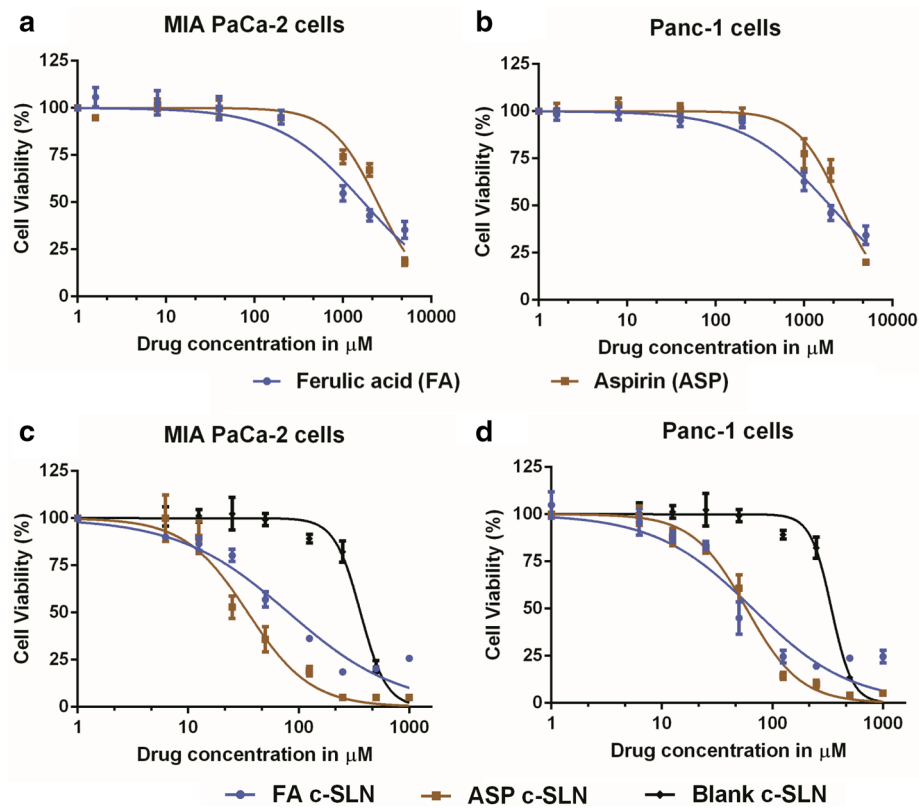 a
MIA PaCa-2 cells
125
100
75
50
25
0
Cell Viability (%)
1
10
100
1000
10000
Drug concentration in μM
b
Panc-1 cells
125
100
75
50
25
0
Cell Viability (%)
1
10
100
1000
10000
Drug concentration in μM
Ferulic acid (FA)
Aspirin (ASP)
c
MIA PaCa-2 cells
125
100
75
50
25
0
Cell Viability (%)
1
10
100
1000
Drug concentration in μM
d
Panc-1 cells
125
100
75
50
25
0
Cell Viability (%)
1
10
100
1000
Drug concentration in μM
FA c-SLN
ASP c-SLN
Blank c-SLN